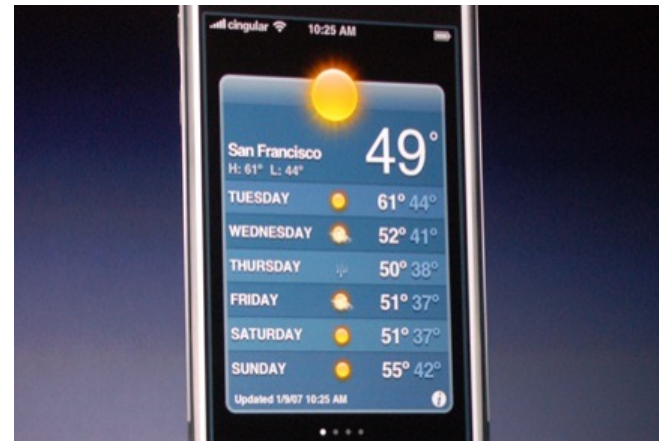 cingular 10:25 AM
49°
San Francisco
H: 61° L: 44°
TUESDAY 61° 44°
WEDNESDAY 52° 41°
THURSDAY 50° 38°
FRIDAY 51° 37°
SATURDAY 51° 37°
SUNDAY 55° 42°
Updated 1/9/07 10:25 AM i